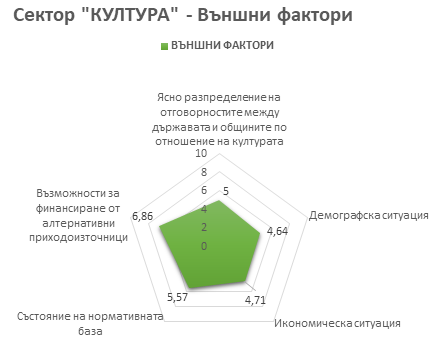 Сектор "КУЛТУРА" - Външни фактори
ВЪНШНИ ФАКТОРИ
Ясно разпределение на
отговорностите между
държавата и общините по
отношение на културата
10
8
6
4
2
0
5
Демографска ситуация
4,64
Икономическа ситуация
4,71
Състояние на нормативната
база
5,57
Възможности за
финансиране от
алтернативни
приходоизточници
6,86